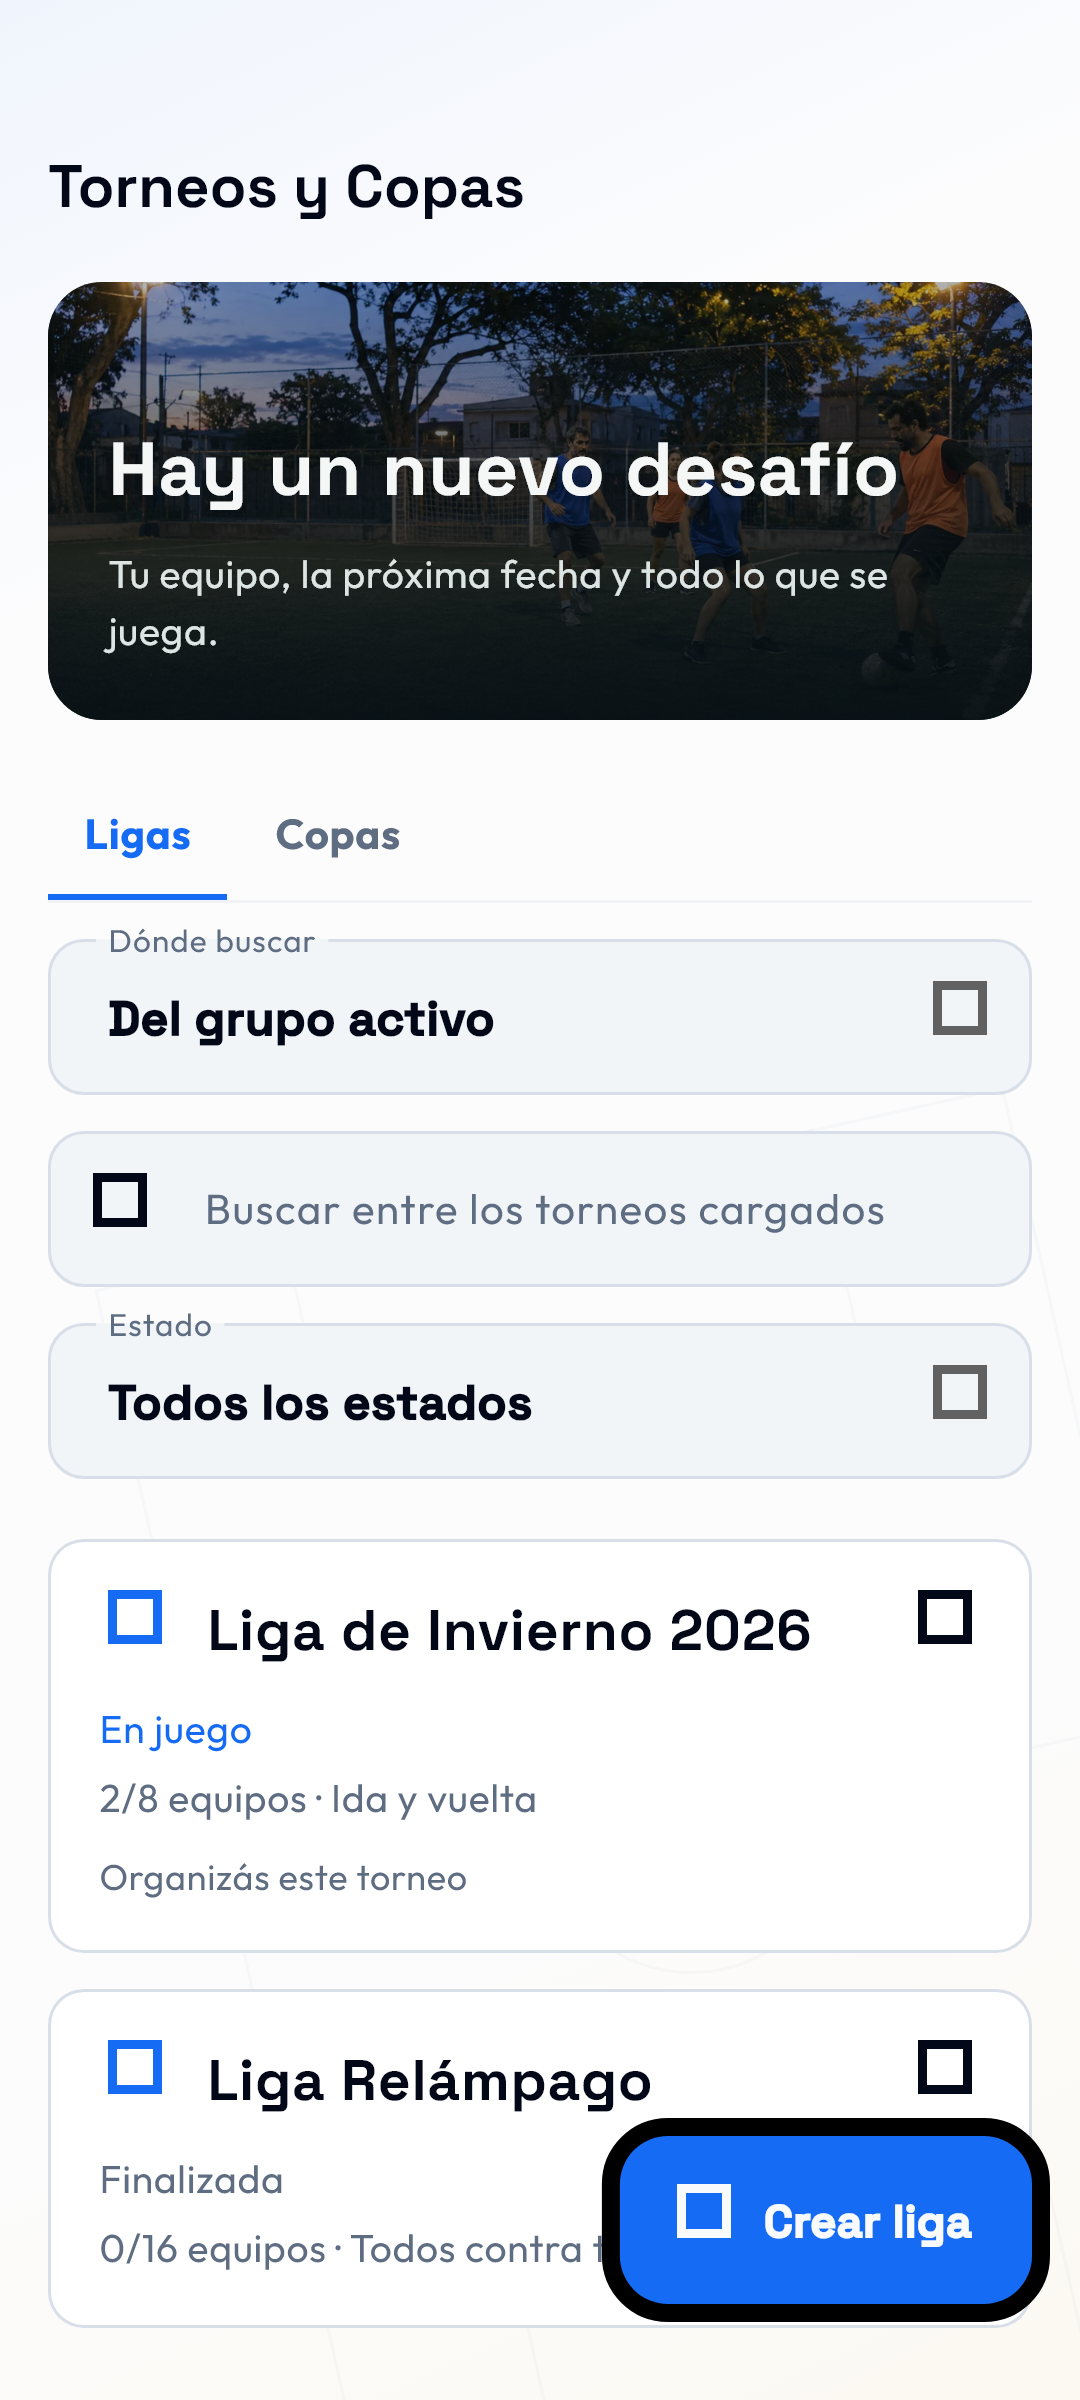 Torneos y Copas
Hay un nuevo desafío
Tu equipo, la próxima fecha y todo lo que se
juega.
Ligas
Copas
Dónde buscar
Del grupo activo
Buscar entre los torneos cargados
Estado
Todos los estados
Liga de Invierno 2026
En juego
2/8 equipos · Ida y vuelta
Organizás este torneo
Liga Relámpago
Finalizada
0/16 equipos · Todos contra
Crear liga